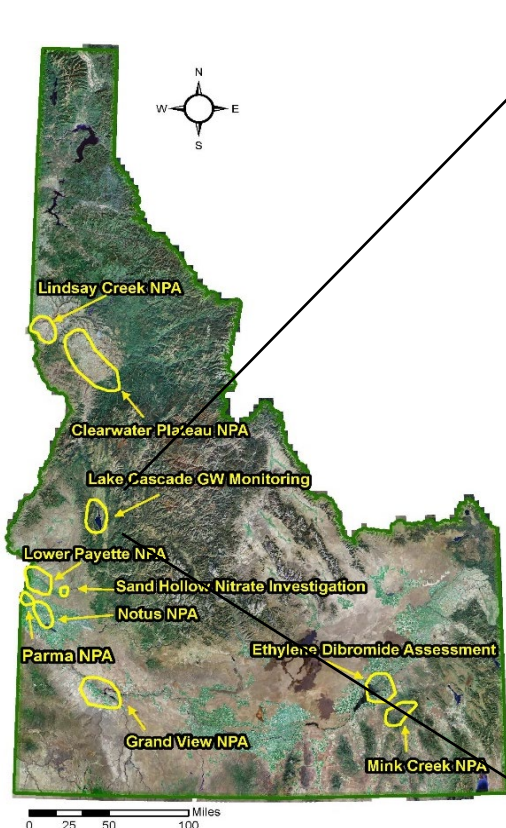 N
W E
S
Lindsay Creek NPA
Clearwater Plateau NPA
Lake Cascade GW Monitoring
Lower Payette NPA
Sand Hollow Nitrate Investigation
Notus NPA
Parma NPA
Ethylene Dibromide Assessment
Grand View NPA
Mink Creek NPA
Miles
0 25 50 100